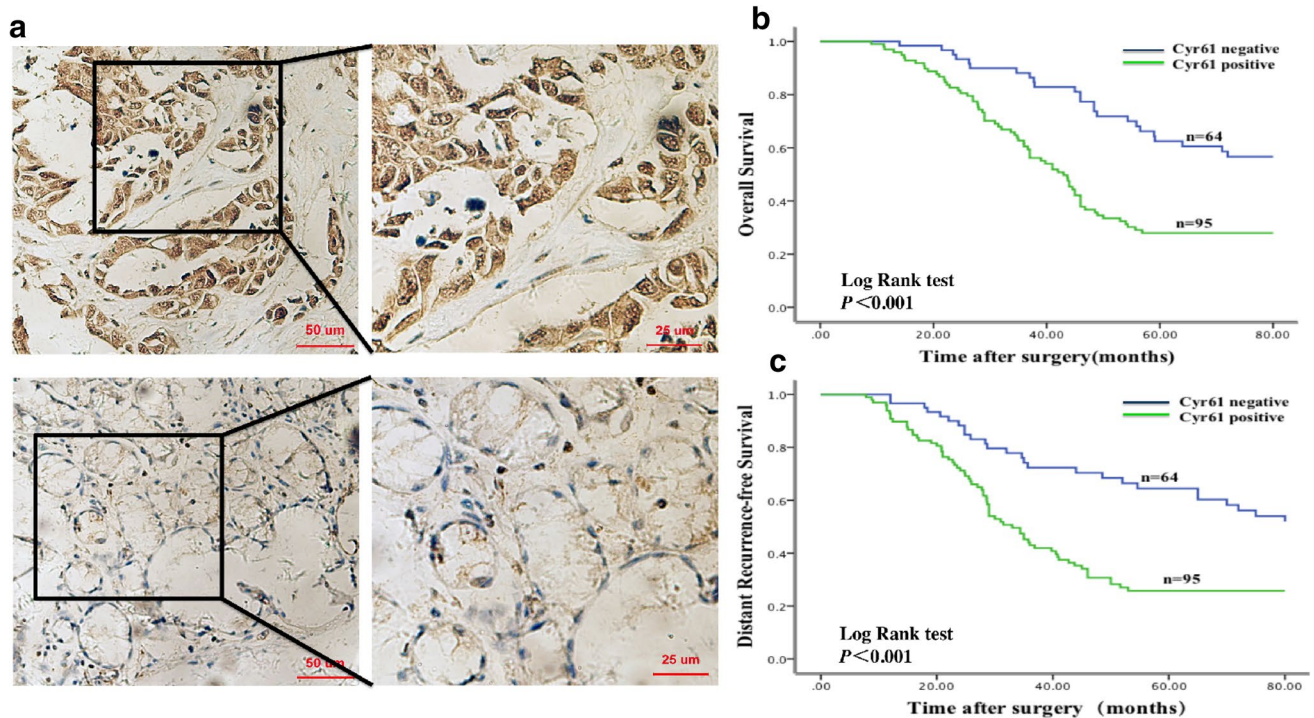 a
50 um
25 um
50 um
25 um
b
1.0
0.8
0.6
0.4
0.2
0.0
Overall Survival
Cyr61 negative
Cyr61 positive
n=64
n=95
Log Rank test
P<0.001
.00 20.00 40.00 60.00 80.00
Time after surgery(months)
c
1.0
0.8
0.6
0.4
0.2
0.0
Distant Recurrence-free Survival
Cyr61 negative
Cyr61 positive
n=64
n=95
Log Rank test
P<0.001
.00 20.00 40.00 60.00 80.00
Time after surgery (months)